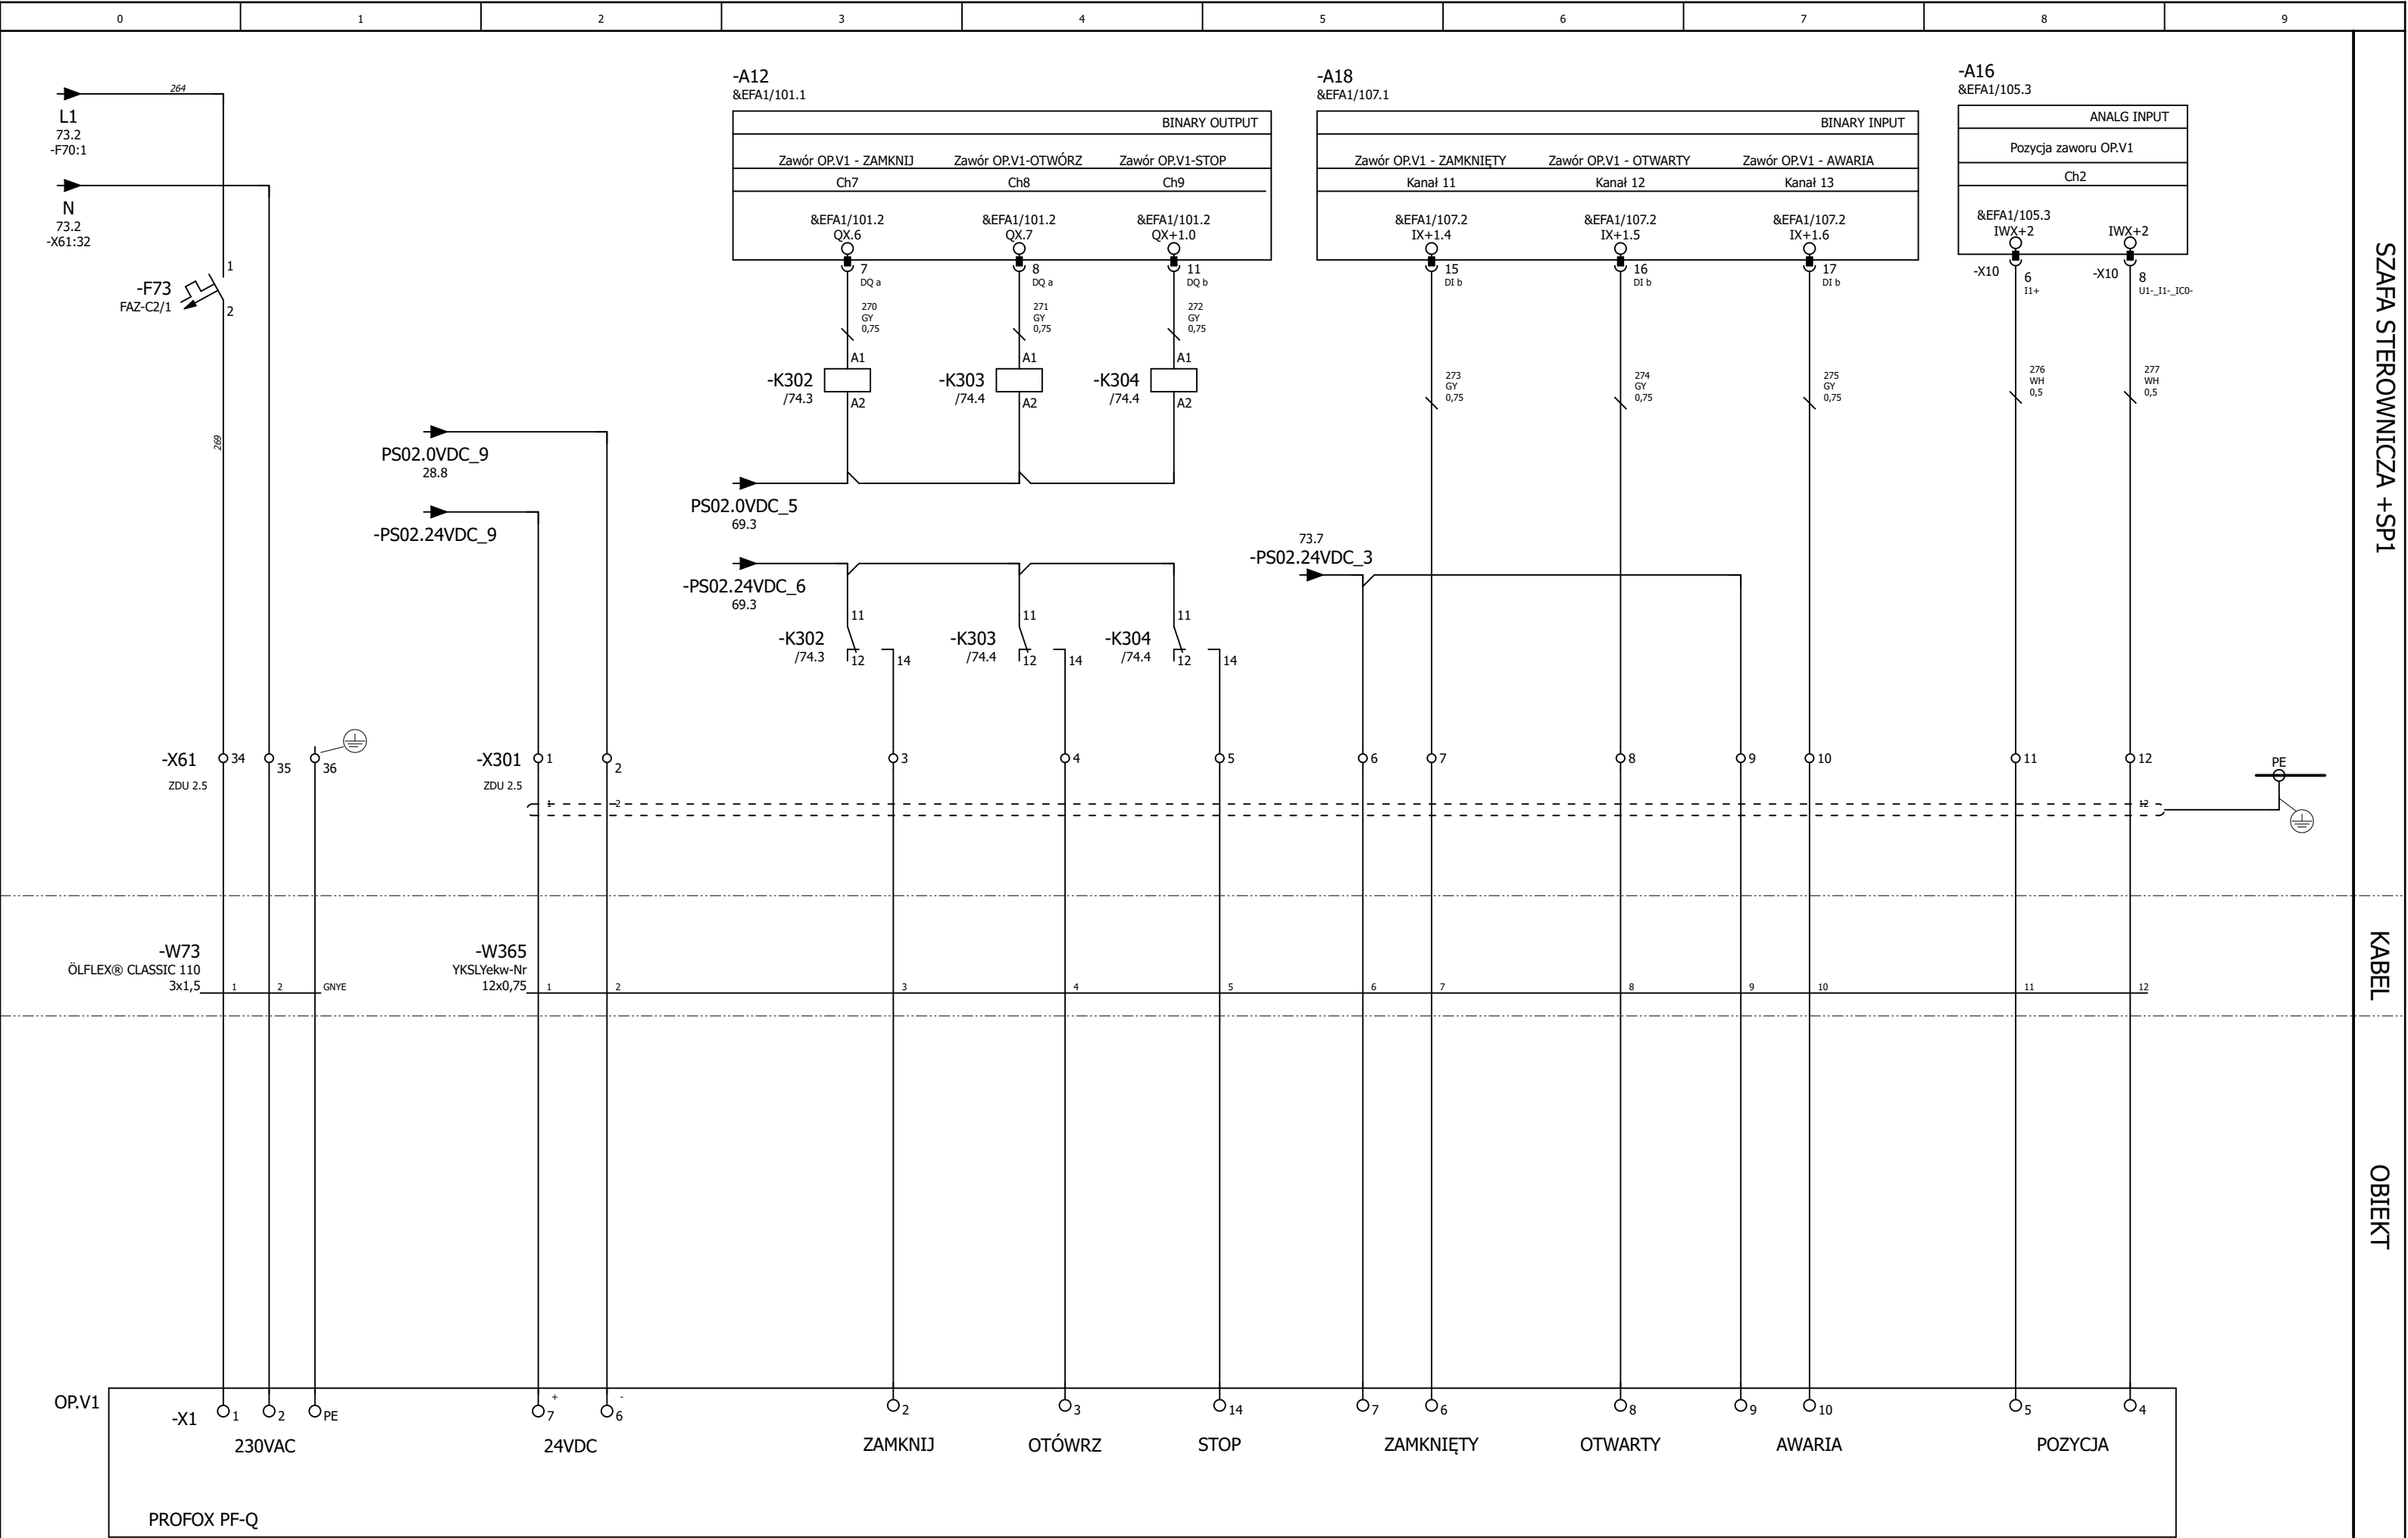 0 1 2 3 4 5 6 7 8 9
-A12
&EFA1/101.1
BINARY OUTPUT
Zawór OP.V1 - ZAMKNIJ Zawór OP.V1-OTWÓRZ Zawór OP.V1-STOP
Ch7 Ch8 Ch9
&EFA1/101.2 &EFA1/101.2 &EFA1/101.2
QX.6 QX.7 QX+1.0
7 8 11
DQ a DQ a DQ b
270 271 272
GY GY GY
0,75 0,75 0,75
-A18
&EFA1/107.1
BINARY INPUT
Zawór OP.V1 - ZAMKNIĘTY Zawór OP.V1 - OTWARTY Zawór OP.V1 - AWARIA
Kanał 11 Kanał 12 Kanał 13
&EFA1/107.2 &EFA1/107.2 &EFA1/107.2
IX+1.4 IX+1.5 IX+1.6
15 16 17
DI b DI b DI b
273 274 275
GY GY GY
0,75 0,75 0,75
-A16
&EFA1/105.3
ANALG INPUT
Pozycja zaworu OP.V1
Ch2
&EFA1/105.3
IWX+2 IWX+2
-X10 6 -X10 8
I1+ U1-_I1-_IC0-
276 277
WH WH
0,5 0,5
264
L1
73.2
-F70:1
N
73.2
-X61:32
1
-F73
FAZ-C2/1
2
269
A1 A1 A1
-K302 -K303 -K304
/74.3 /74.4 /74.4
A2 A2 A2
PS02.0VDC_9
28.8
-PS02.24VDC_9
PS02.0VDC_5
69.3
-PS02.24VDC_6
69.3
73.7
-PS02.24VDC_3
11 11 11
-K302 -K303 -K304
/74.3 /74.4 /74.4
12 14 12 14 12 14
-X61 34 35 36
ZDU 2.5
-X301 1 2 3 4 5 6 7 8 9 10 11 12
ZDU 2.5
1 2 12
PE
SZAFA STEROWNICZA +SP1
-W73
ÖLFLEX® CLASSIC 110
3x1,5 1 2 GNYE
-W365
YKSLYekw-Nr
12x0,75 1 2 3 4 5 6 7 8 9 10 11 12
KABEL
OBIEKT
OP.V1
+ -
-X1 1 2 PE 7 6 2 3 14 7 6 8 9 10 5 4
230VAC 24VDC ZAMKNIJ OTÓWRZ STOP ZAMKNIĘTY OTWARTY AWARIA POZYCJA
PROFOX PF-Q